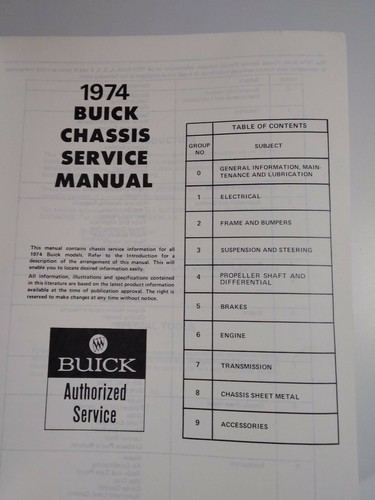 1974
BUICK
CHASSIS
SERVICE
MANUAL
This manual contains chassis service information for all
1974 Buick models. Refer to the Introduction for a
description of the arrangement of this manual. This will
enable you to locate desired information easily.
All information, illustrations and specifications contained
in this literature are based on the latest product information
available at the time of publication approval. The right is
reserved to make changes at any time without notice.
BUICK
Authorized
Service
TABLE OF CONTENTS
GROUP
NO
SUBJECT
0 GENERAL INFORMATION, MAIN-
TENANCE AND LUBRICATION
1 ELECTRICAL
2 FRAME AND BUMPERS
3 SUSPENSION AND STEERING
4 PROPELLER SHAFT AND
DIFFERENTIAL
5 BRAKES
6 ENGINE
7 TRANSMISSION
8 CHASSIS SHEET METAL
9 ACCESSORIES